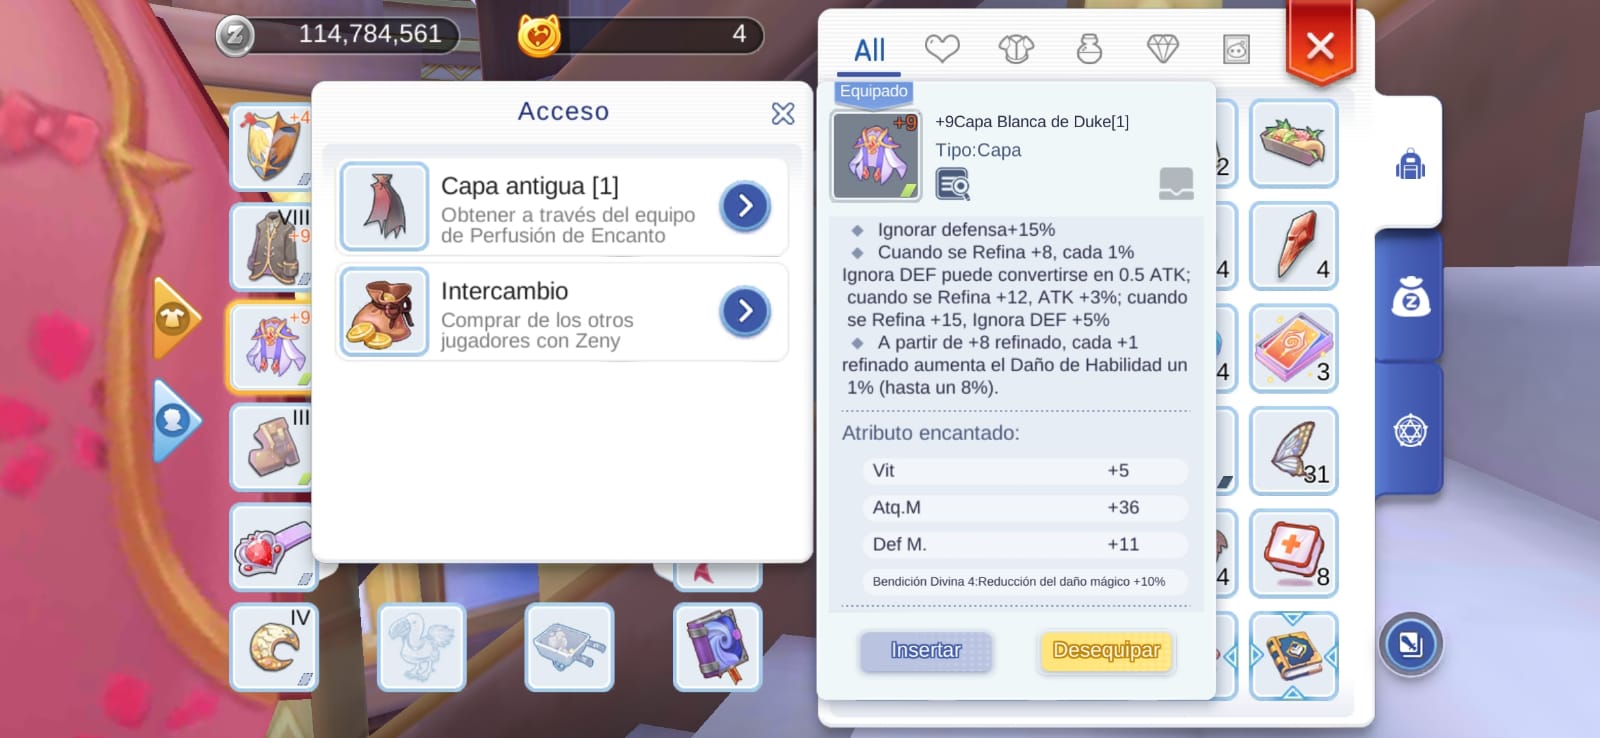 114,784,561
4
All
Acceso
Equipado
+9
+9Capa Blanca de Duke[1]
Tipo:Capa
Capa antigua [1]
Obtener a través del equipo
de Perfusión de Encanto
Intercambio
Comprar de los otros
jugadores con Zeny
Ignorar defensa+15%
Cuando se Refina +8, cada 1%
Ignora DEF puede convertirse en 0.5 ATK;
cuando se Refina +12, ATK +3%; cuando
se Refina +15, Ignora DEF +5%
A partir de +8 refinado, cada +1
refinado aumenta el Daño de Habilidad un
1% (hasta un 8%).
Atributo encantado:
Vit +5
Atq.M +36
Def M. +11
Bendición Divina 4:Reducción del daño mágico +10%
Insertar
Desequipar
+4
VIII
+9
+9
III
IV
2
4
4
4
3
31
4
8
Z
Z